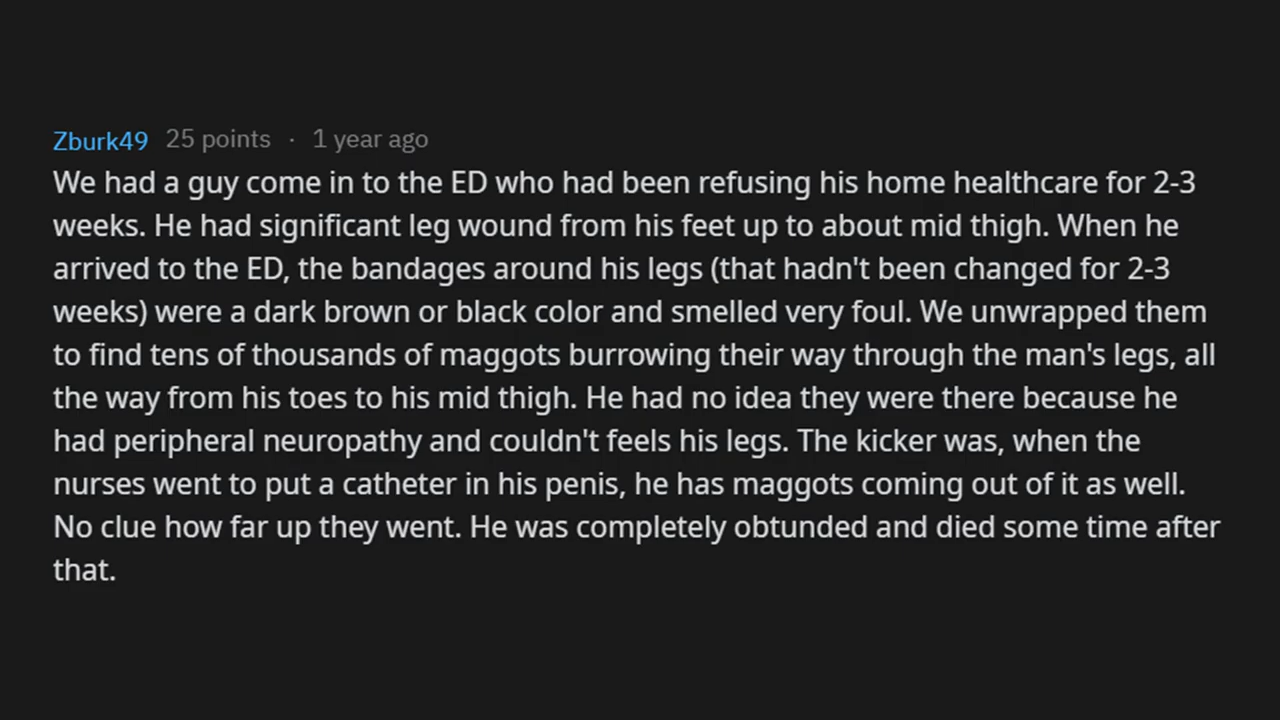 Zburk49 25 points · 1 year ago
We had a guy come in to the ED who had been refusing his home healthcare for 2-3
weeks. He had significant leg wound from his feet up to about mid thigh. When he
arrived to the ED, the bandages around his legs (that hadn't been changed for 2-3
weeks) were a dark brown or black color and smelled very foul. We unwrapped them
to find tens of thousands of maggots burrowing their way through the man's legs, all
the way from his toes to his mid thigh. He had no idea they were there because he
had peripheral neuropathy and couldn't feels his legs. The kicker was, when the
nurses went to put a catheter in his penis, he has maggots coming out of it as well.
No clue how far up they went. He was completely obtunded and died some time after
that.